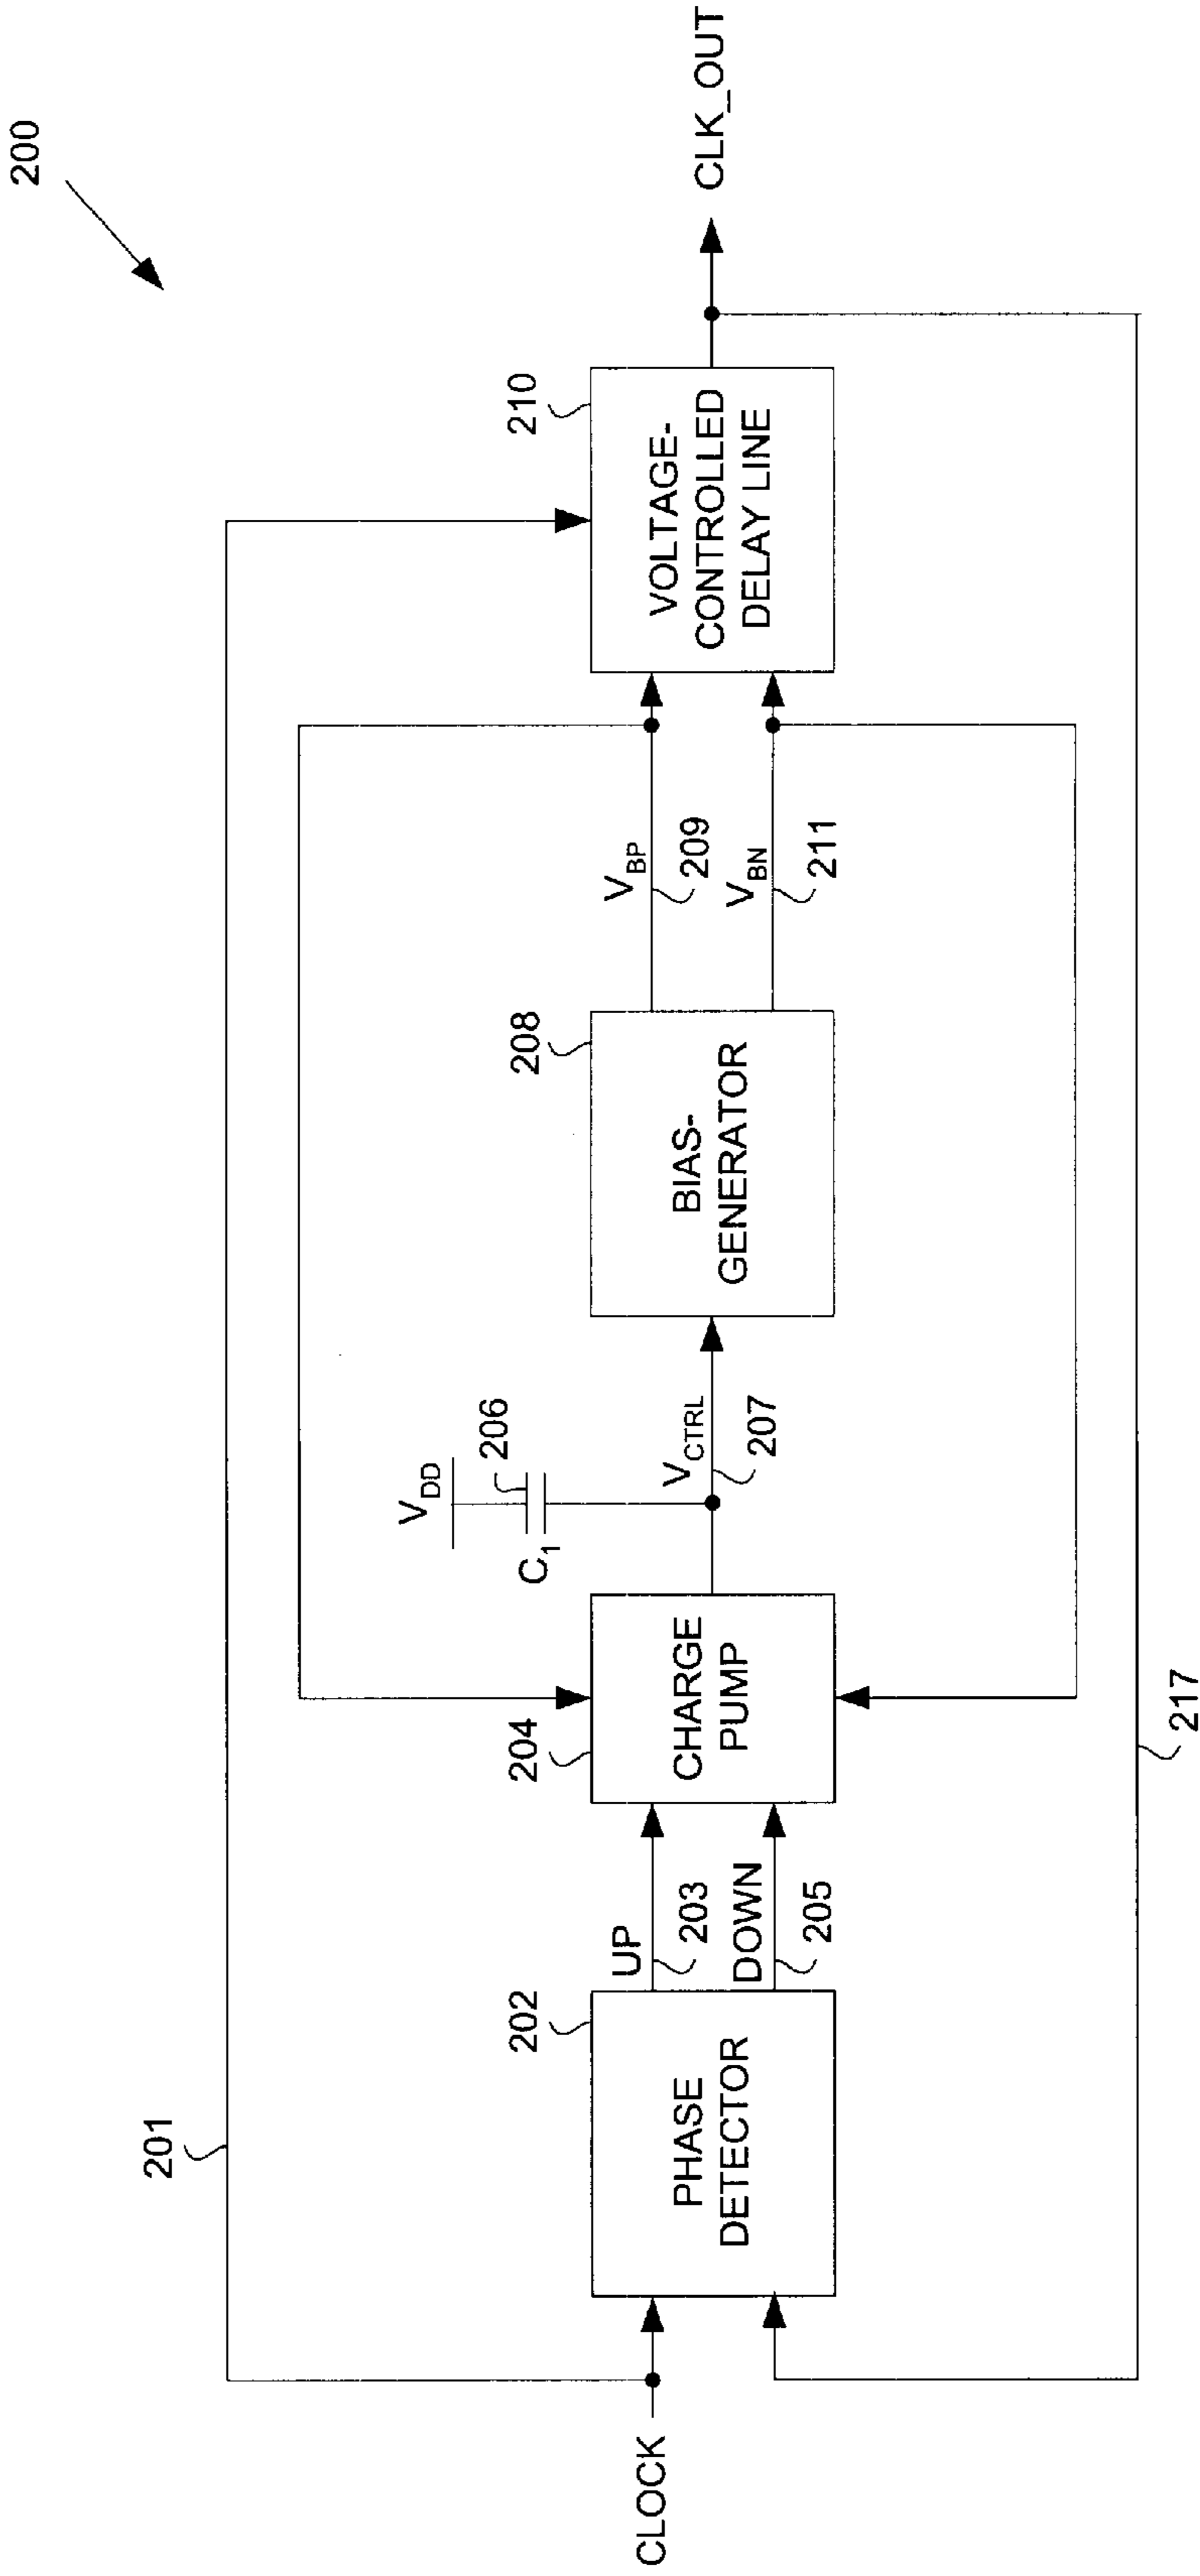 200
201
CLOCK
202
PHASE
DETECTOR
UP
203
DOWN
205
204
CHARGE
PUMP
V_DD
206
C_1
V_CTRL
207
208
BIAS-
GENERATOR
V_BP
209
V_BN
211
210
VOLTAGE-
CONTROLLED
DELAY LINE
CLK_OUT
217